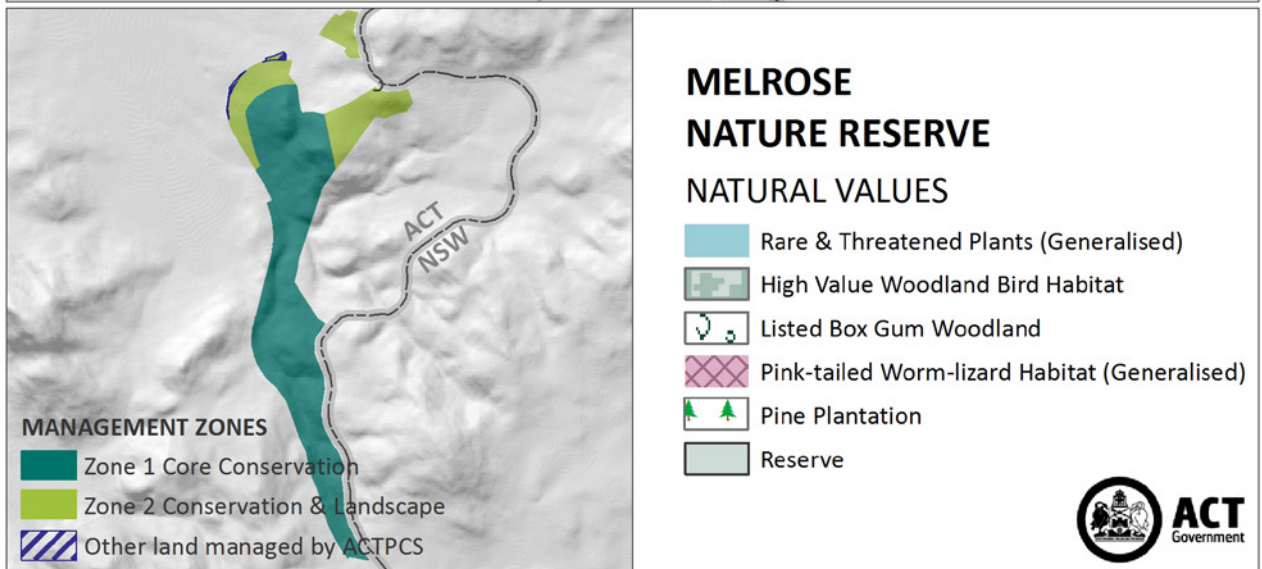 ACT
NSW
MANAGEMENT ZONES
Zone 1 Core Conservation
Zone 2 Conservation & Landscape
Other land managed by ACTPCS
MELROSE
NATURE RESERVE
NATURAL VALUES
Rare & Threatened Plants (Generalised)
High Value Woodland Bird Habitat
Listed Box Gum Woodland
Pink-tailed Worm-lizard Habitat (Generalised)
Pine Plantation
Reserve
ACT
Government